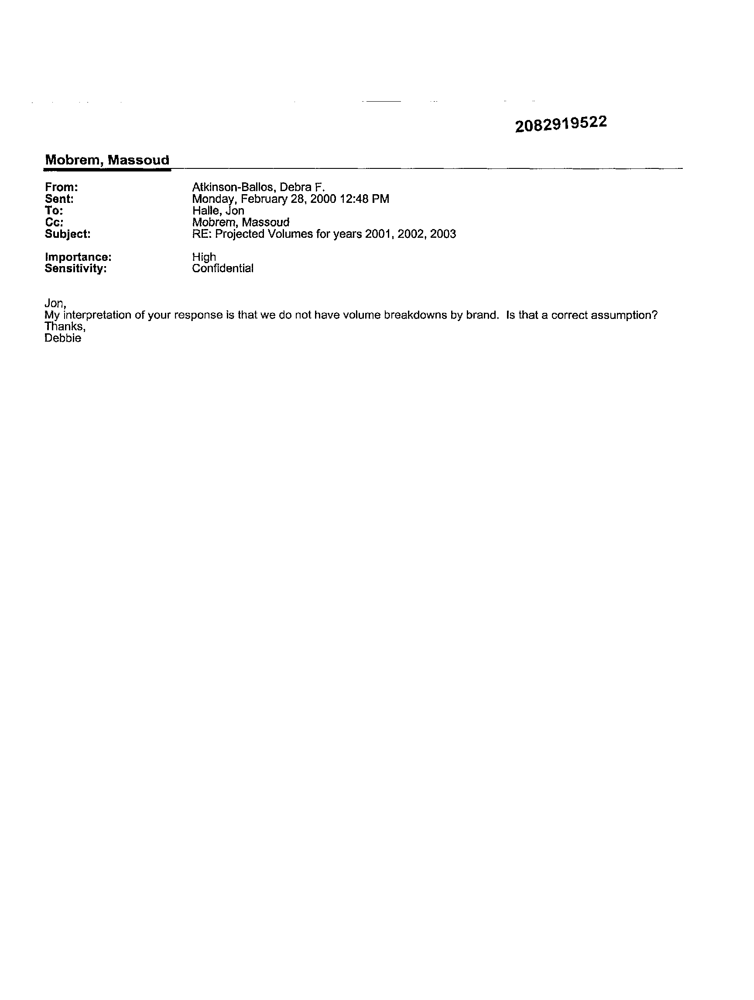 2082919522
Mobrem, Massoud
From: Atkinson-Ballos, Debra F.
Sent: Monday, February 28, 2000 12:48 PM
To: Halle, Jon
Cc: Mobrem, Massoud
Subject: RE: Projected Volumes for years 2001, 2002, 2003
Importance: High
Sensitivity: Confidential
Jon,
My interpretation of your response is that we do not have volume breakdowns by brand. Is that a correct assumption?
Thanks,
Debbie